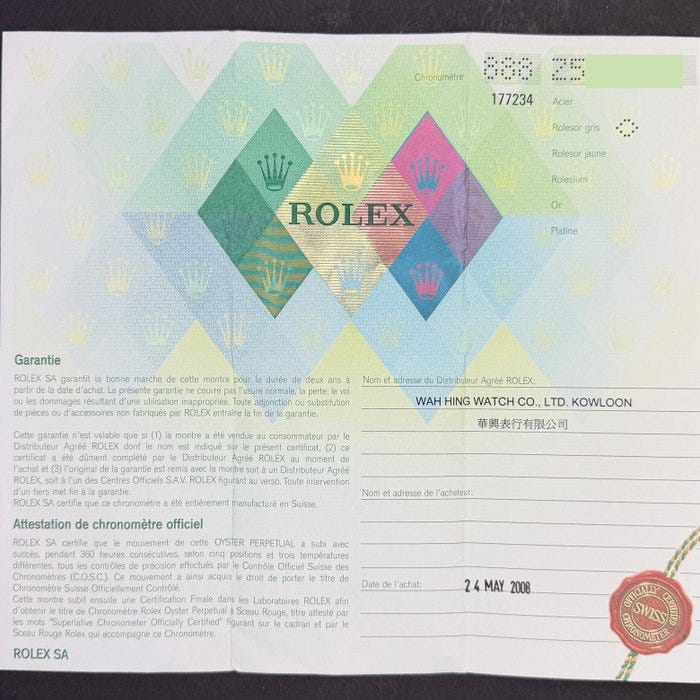 Chronomètre 888 Z5
177234 Acier
Rolesor gris
Rolesor jaune
Rolesium
Or
Platine
ROLEX
Garantie
ROLEX SA garantit la bonne marche de cette montre pour la durée de deux ans à
partir de la date d'achat. La présente garantie ne couvre pas l'usure normale, la perte, le vol
ou les dommages résultant d'une utilisation inappropriée. Toute adjonction ou substitution
de pièces ou d'accessoires non fabriqués par ROLEX entraîne la fin de la garantie.
Cette garantie n'est valable que si (1) la montre a été vendue au consommateur par le
Distributeur Agréé ROLEX dont le nom est indiqué sur le présent certificat, (2) ce
certificat a été dûment complété par le Distributeur Agréé ROLEX au moment de
l'achat et (3) l'original de la garantie est remis avec la montre soit à un Distributeur Agréé
ROLEX, soit à l'un des Centres Officiels S.A.V. ROLEX figurant au verso. Toute intervention
d'un tiers met fin à la garantie.
ROLEX SA certifie que ce chronomètre a été entièrement manufacturé en Suisse.
Attestation de chronomètre officiel
ROLEX SA certifie que le mouvement de cette OYSTER PERPETUAL a subi avec
succès, pendant 360 heures consécutives, selon cinq positions et trois températures
différentes, tous les contrôles de précision effectués par le Contrôle Officiel Suisse des
Chronomètres (C.O.S.C.). Ce mouvement a ainsi acquis le droit de porter le titre de
Chronomètre Suisse Officiellement Contrôlé.
Cette montre subit ensuite une Certification Finale dans les Laboratoires ROLEX afin
d'obtenir le titre de Chronomètre Rolex Oyster Perpetual à Sceau Rouge, titre attesté par
les mots "Superlative Chronometer Officially Certified" figurant sur le cadran et par le
Sceau Rouge Rolex qui accompagne ce Chronomètre.
ROLEX SA
Nom et adresse du Distributeur Agréé ROLEX:
WAH HING WATCH CO., LTD. KOWLOON
華興表行有限公司
Nom et adresse de l'acheteur:
Date de l'achat: 24 MAY 2008
OFFICIALLY CERTIFIED
SWISS
CHRONOMETER